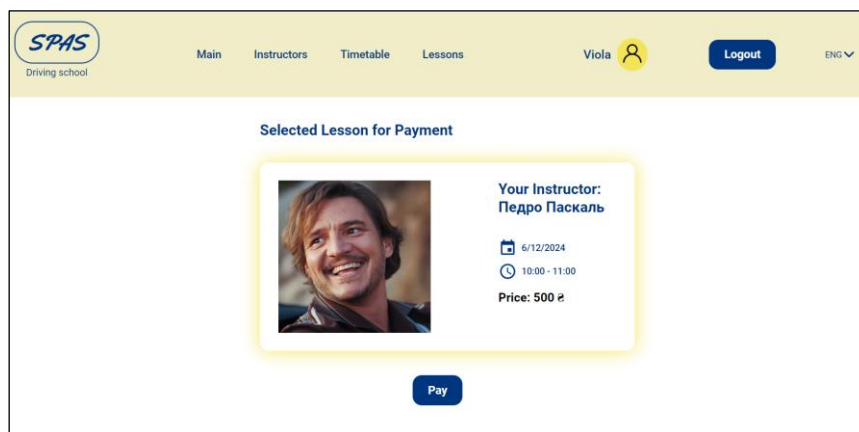 SPAS
Driving school
Main Instructors Timetable Lessons Viola Logout ENG
Selected Lesson for Payment
Your Instructor:
Педро Паскаль
6/12/2024
10:00 - 11:00
Price: 500 ₴
Pay